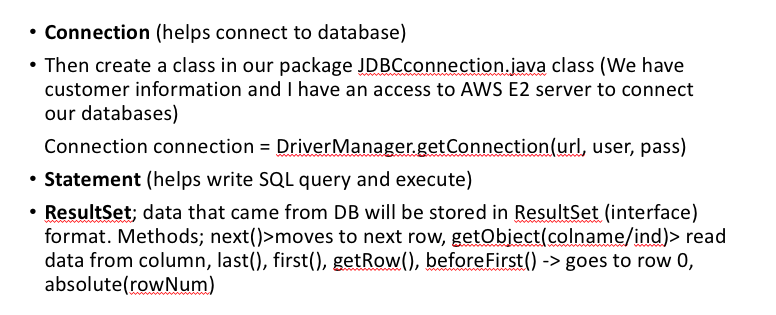 • Connection (helps connect to database)
• Then create a class in our package JDBCconnection.java class (We have
customer information and I have an access to AWS E2 server to connect
our databases)
Connection connection = DriverManager.getConnection(url, user, pass)
• Statement (helps write SQL query and execute)
• ResultSet; data that came from DB will be stored in ResultSet (interface)
format. Methods; next()>moves to next row, getObject(colname/ind)> read
data from column, last(), first(), getRow(), beforeFirst() -> goes to row 0,
absolute(rowNum)